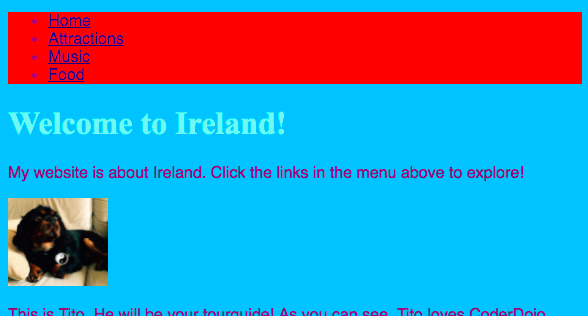 Home
Attractions
Music
Food
Welcome to Ireland!
My website is about Ireland. Click the links in the menu above to explore!
This is Tito. He will be your tourguide! As you can see, Tito loves CoderDojo